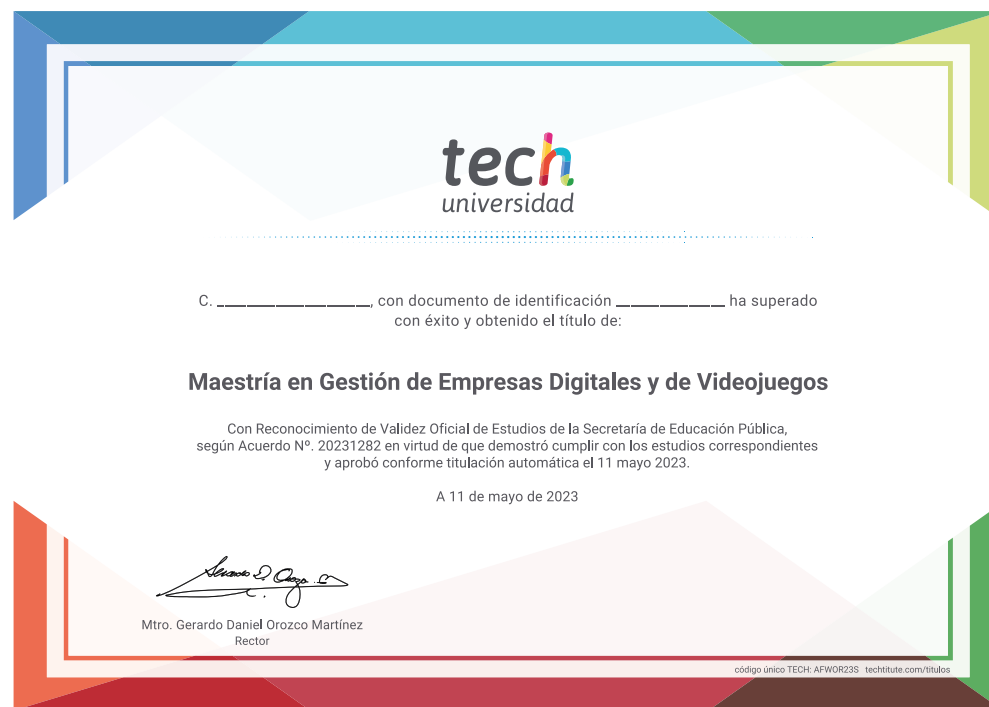 tech
universidad
C. ____________________, con documento de identificación ______________ ha superado
con éxito y obtenido el título de:
Maestría en Gestión de Empresas Digitales y de Videojuegos
Con Reconocimiento de Validez Oficial de Estudios de la Secretaría de Educación Pública,
según Acuerdo Nº. 20231282 en virtud de que demostró cumplir con los estudios correspondientes
y aprobó conforme titulación automática el 11 mayo 2023.
A 11 de mayo de 2023
Mtro. Gerardo Daniel Orozco Martínez
Rector
código único TECH: AFWOR23S techtitute.com/titulos